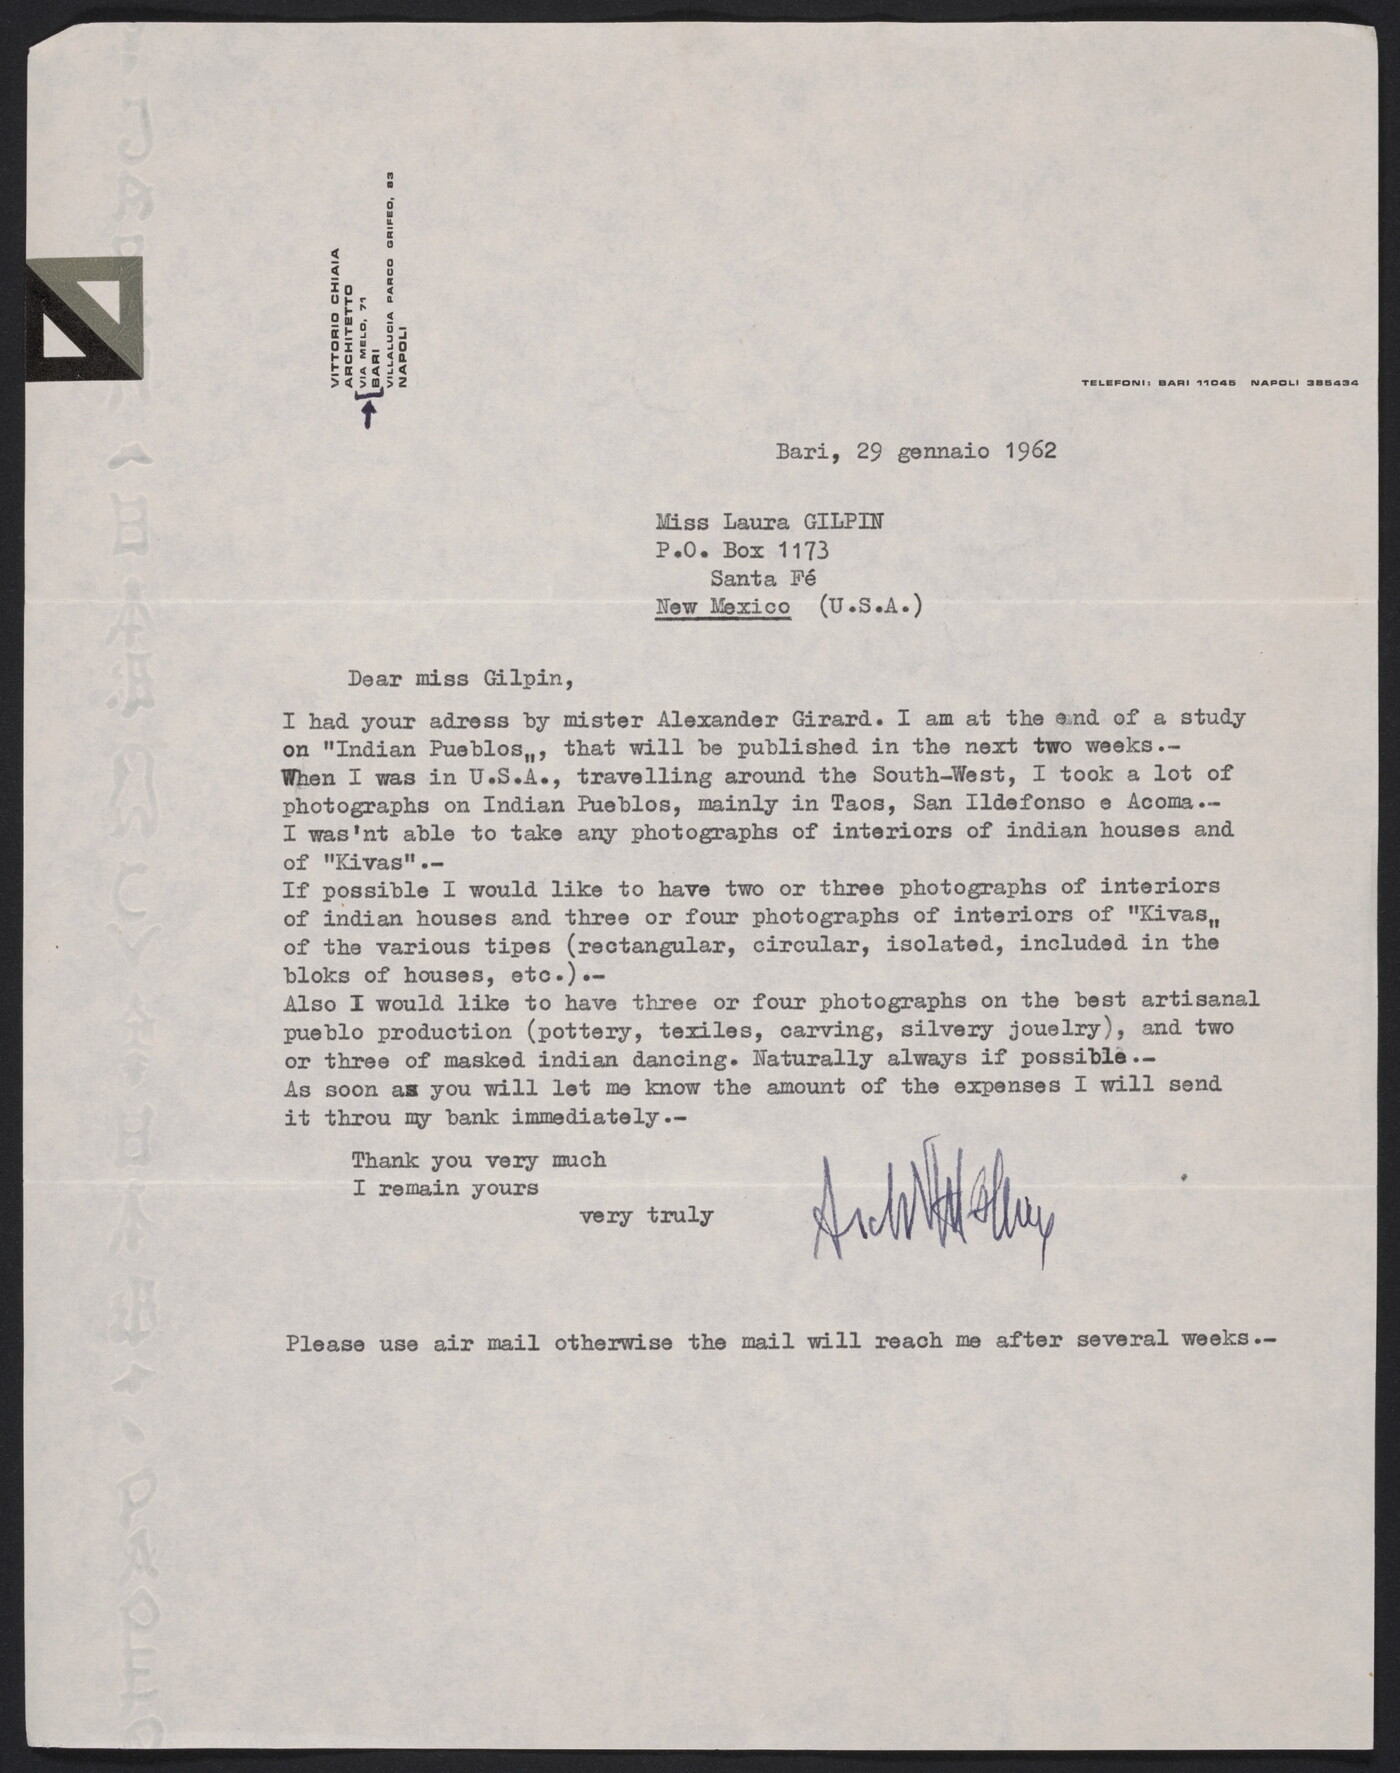 VITTORIO CHIAIA
ARCHITETTO
VIA MELO, 71
BARI
VILLALUCIA PARCO GRIFEO, 83
NAPOLI
TELEFONI: BARI 11045 NAPOLI 385434
Bari, 29 gennaio 1962
Miss Laura GILPIN
P.O. Box 1173
Santa Fé
New Mexico (U.S.A.)
Dear miss Gilpin,
I had your adress by mister Alexander Girard. I am at the end of a study
on "Indian Pueblos„, that will be published in the next two weeks.-
When I was in U.S.A., travelling around the South-West, I took a lot of
photographs on Indian Pueblos, mainly in Taos, San Ildefonso e Acoma.-
I was'nt able to take any photographs of interiors of indian houses and
of "Kivas".-
If possible I would like to have two or three photographs of interiors
of indian houses and three or four photographs of interiors of "Kivas„
of the various tipes (rectangular, circular, isolated, included in the
bloks of houses, etc.).-
Also I would like to have three or four photographs on the best artisanal
pueblo production (pottery, texiles, carving, silvery jouelry), and two
or three of masked indian dancing. Naturally always if possible.-
As soon as you will let me know the amount of the expenses I will send
it throu my bank immediately.-
Thank you very much
I remain yours
very truly
Please use air mail otherwise the mail will reach me after several weeks.-